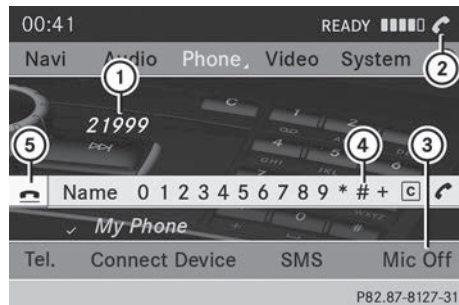 00:41 READY
Navi Audio Phone Video System
1
2
21999
5 4 3
Name 0 1 2 3 4 5 6 7 8 9 * # + C
My Phone
Tel. Connect Device SMS Mic Off
P82.87-8127-31